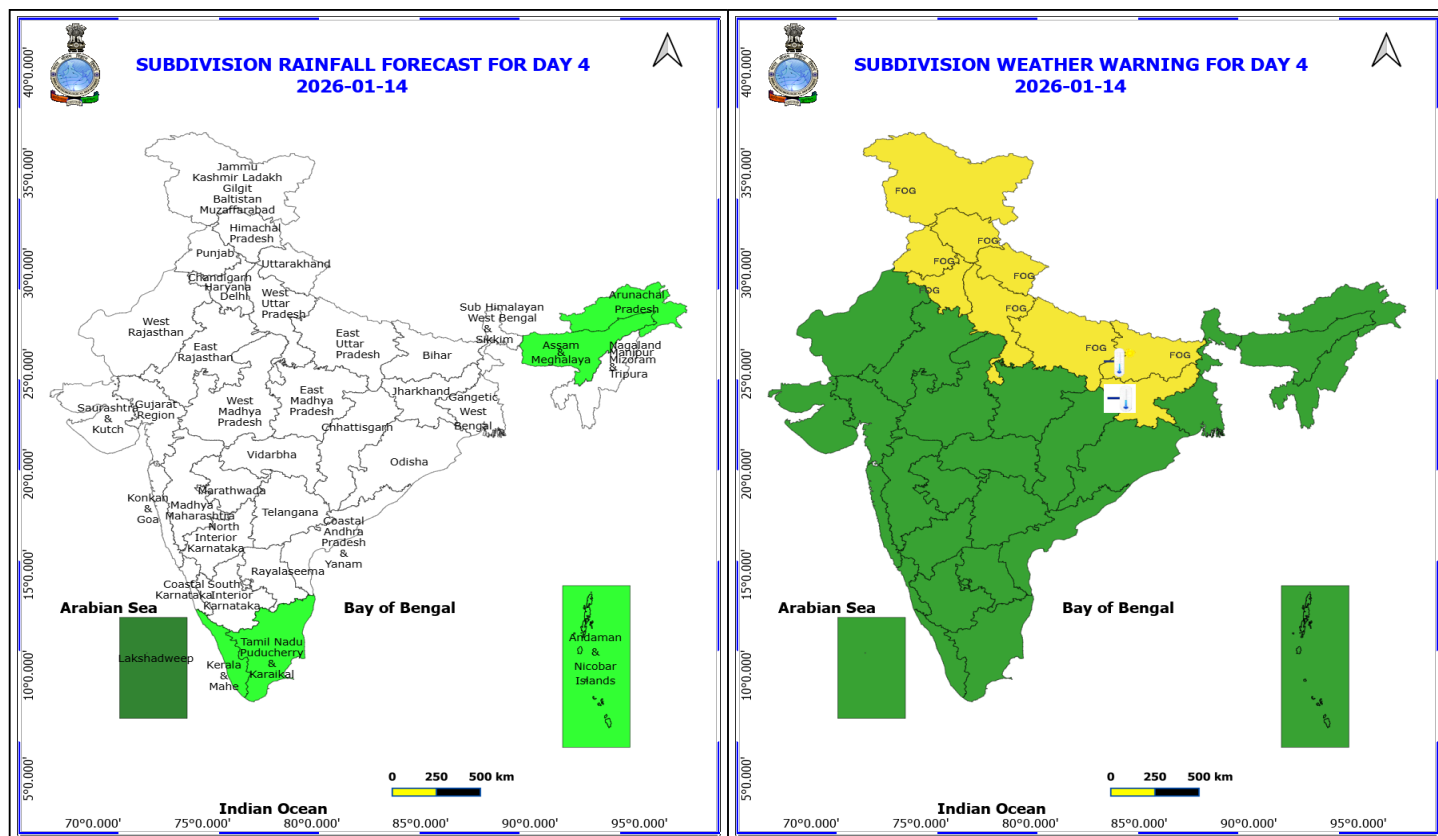 SUBDIVISION RAINFALL FORECAST FOR DAY 4
2026-01-14
40°0.000'
35°0.000'
30°0.000'
25°0.000'
20°0.000'
15°0.000'
10°0.000'
5°0.000'
Jammu
Kashmir Ladakh
Gilgit
Baltistan
Muzaffarabad
Himachal
Pradesh
Punjab
Uttarakhand
Chandigarh
Haryana
Delhi
West
Uttar
Pradesh
West
Rajasthan
East
Rajasthan
East
Uttar
Pradesh
Bihar
Sub Himalayan
West Bengal
&
Sikkim
Arunachal
Pradesh
Assam
&
Meghalaya
Nagaland
Manipur
Mizoram
&
Tripura
Saurashtra
&
Kutch
Gujarat
Region
West
Madhya
Pradesh
East
Madhya
Pradesh
Jharkhand
Gangetic
West
Bengal
Chhattisgarh
Vidarbha
Odisha
Konkan
&
Goa
Madhya
Maharashtra
Marathwada
Telangana
North
Interior
Karnataka
Coastal
Andhra
Pradesh
&
Yanam
Rayalaseema
Coastal
Karnataka
South
Interior
Karnataka
Arabian Sea
Bay of Bengal
Lakshadweep
Kerala
&
Mahe
Tamil Nadu
Puducherry
&
Karaikal
Andaman
&
Nicobar
Islands
0 250 500 km
Indian Ocean
70°0.000' 75°0.000' 80°0.000' 85°0.000' 90°0.000' 95°0.000'
SUBDIVISION WEATHER WARNING FOR DAY 4
2026-01-14
40°0.000'
35°0.000'
30°0.000'
25°0.000'
20°0.000'
15°0.000'
10°0.000'
5°0.000'
FOG
FOG
FOG
FOG
FOG
FOG
FOG
FOG
Arabian Sea
Bay of Bengal
0 250 500 km
Indian Ocean
70°0.000' 75°0.000' 80°0.000' 85°0.000' 90°0.000' 95°0.000'